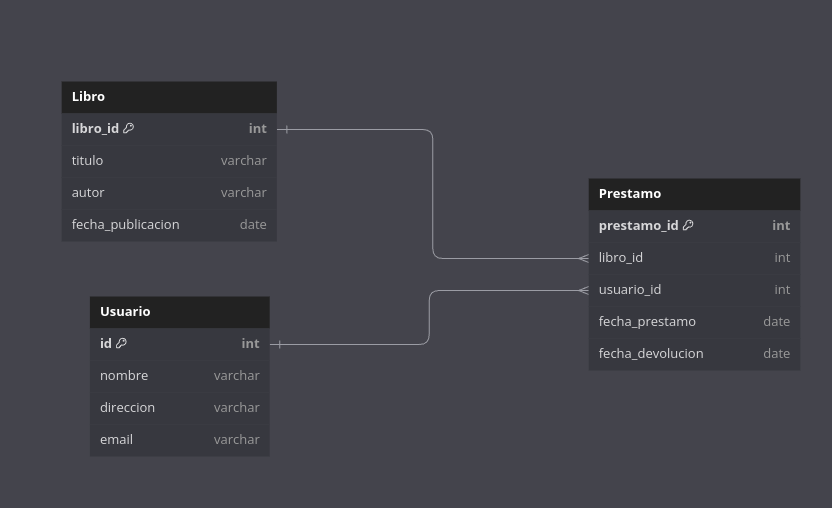 Libro
libro_id int
titulo varchar
autor varchar
fecha_publicacion date
Usuario
id int
nombre varchar
direccion varchar
email varchar
Prestamo
prestamo_id int
libro_id int
usuario_id int
fecha_prestamo date
fecha_devolucion date